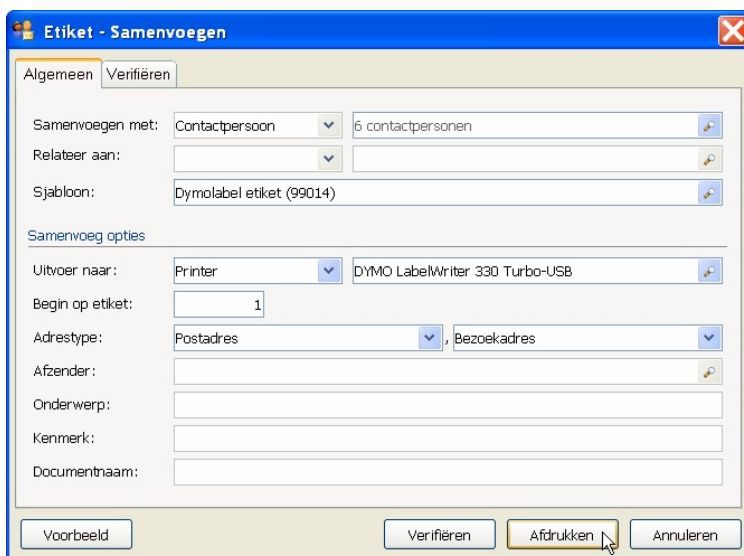 Etiket - Samenvoegen
Algemeen Verifiëren
Samenvoegen met: Contactpersoon 6 contactpersonen
Relateer aan:
Sjabloon: Dymolabel etiket (99014)
Samenvoeg opties
Uitvoer naar: Printer DYMO LabelWriter 330 Turbo-USB
Begin op etiket: 1
Adrestype: Postadres , Bezoekadres
Afzender:
Onderwerp:
Kenmerk:
Documentnaam:
Voorbeeld Verifiëren Afdrukken Annuleren